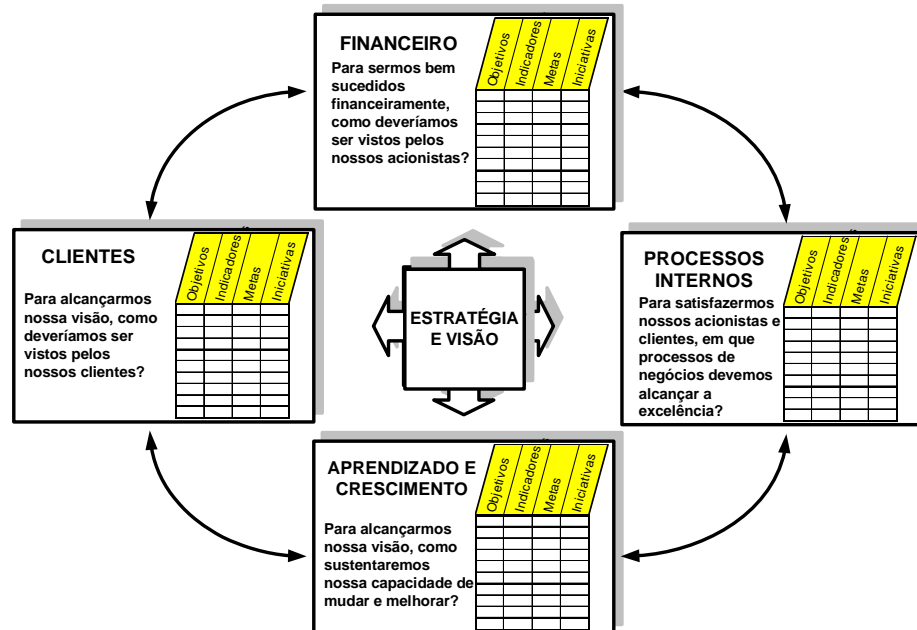 FINANCEIRO
Para sermos bem
sucedidos
financeiramente,
como deveríamos
ser vistos pelos
nossos acionistas?
Objetivos
Indicadores
Metas
Iniciativas
CLIENTES
Para alcançarmos
nossa visão, como
deveríamos ser
vistos pelos
nossos clientes?
Objetivos
Indicadores
Metas
Iniciativas
ESTRATÉGIA
E VISÃO
PROCESSOS
INTERNOS
Para satisfazermos
nossos acionistas e
clientes, em que
processos de
negócios devemos
alcançar a
excelência?
Objetivos
Indicadores
Metas
Iniciativas
APRENDIZADO E
CRESCIMENTO
Para alcançarmos
nossa visão, como
sustentaremos
nossa capacidade de
mudar e melhorar?
Objetivos
Indicadores
Metas
Iniciativas